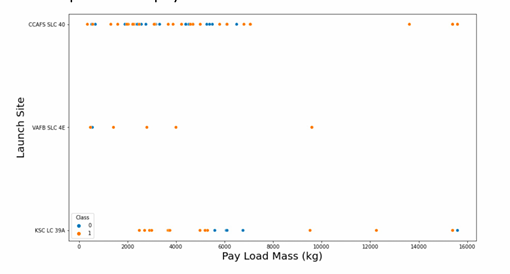 CCAFS SLC 40
VAFB SLC 4E
KSC LC 39A
Launch Site
Class
0
1
0 2000 4000 6000 8000 10000 12000 14000 16000
Pay Load Mass (kg)